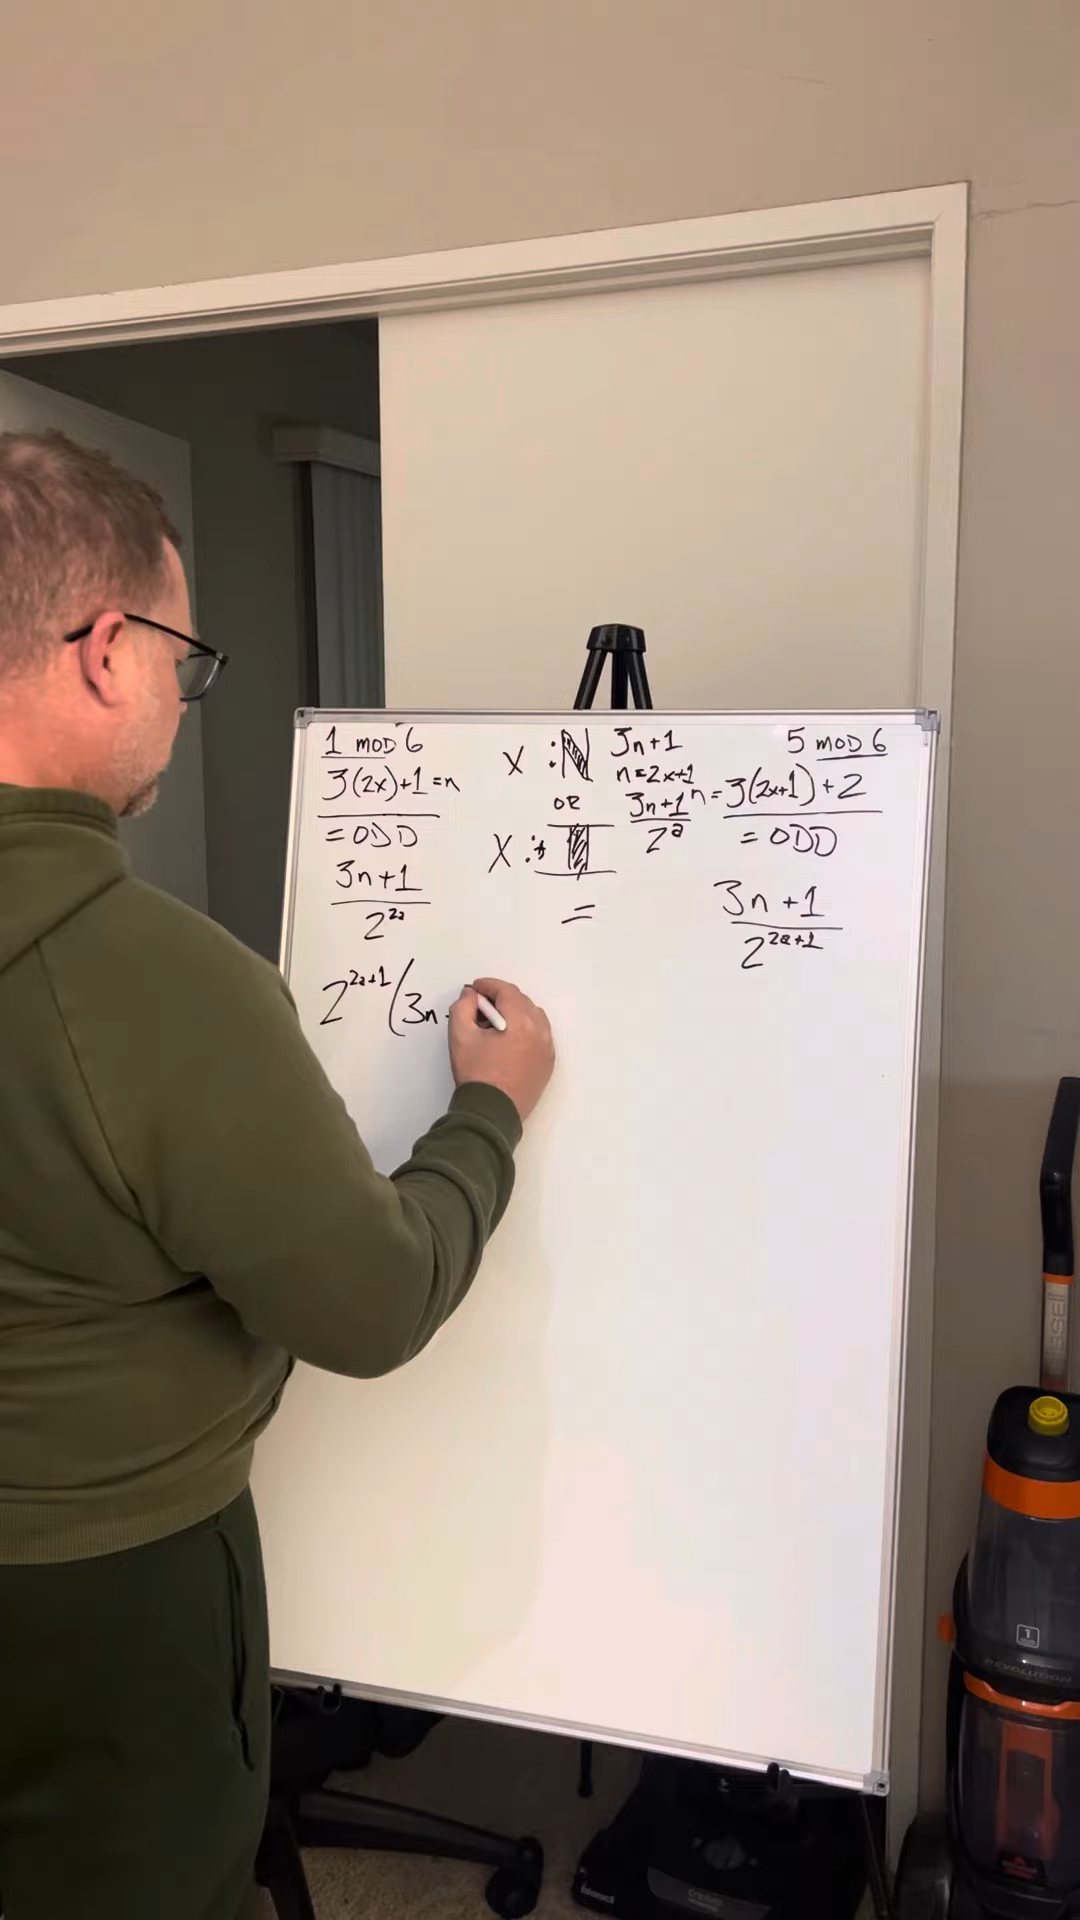 1 MOD 6
3(2x)+1=n
= ODD
3n+1
2^2a
2^2a+1 (3n
x : N
OR
x :
=
3n+1
n=2x+1
3n+1
2^a
5 MOD 6
n=3(2x+1)+2
= ODD
3n+1
2^2a+1